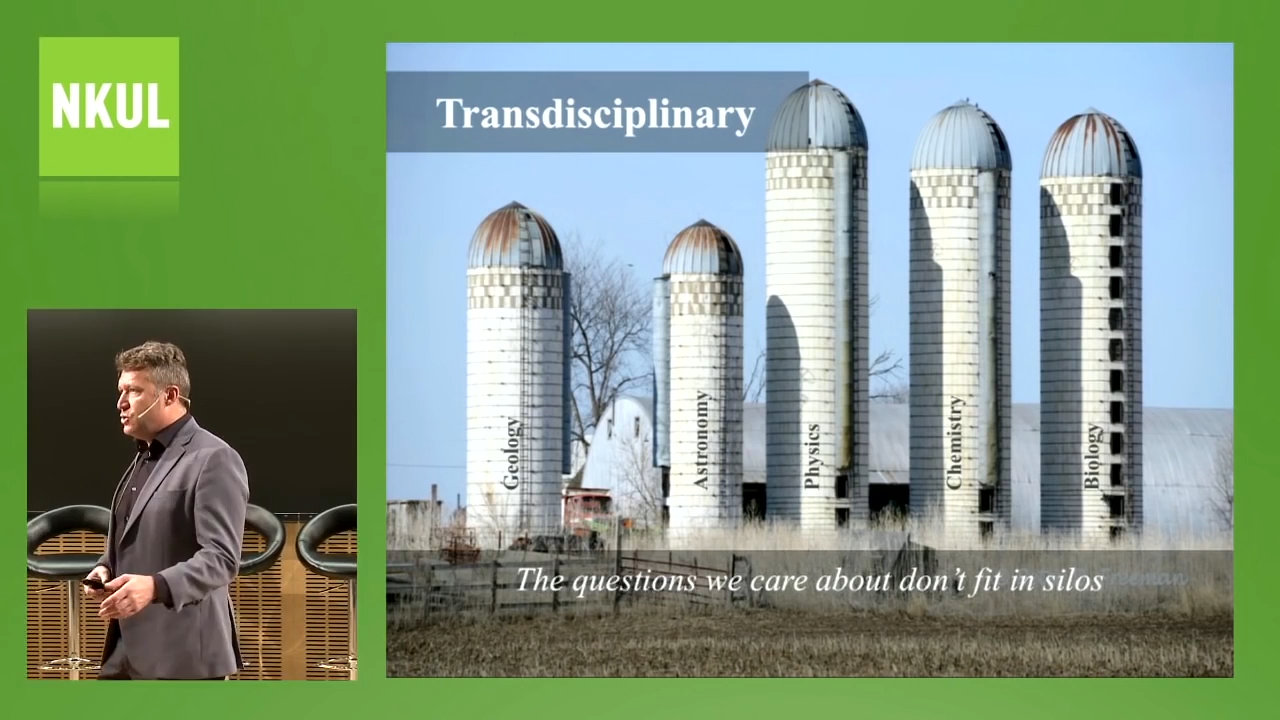 NKUL
Transdisciplinary
Geology
Astronomy
Physics
Chemistry
Biology
The questions we care about don't fit in silos